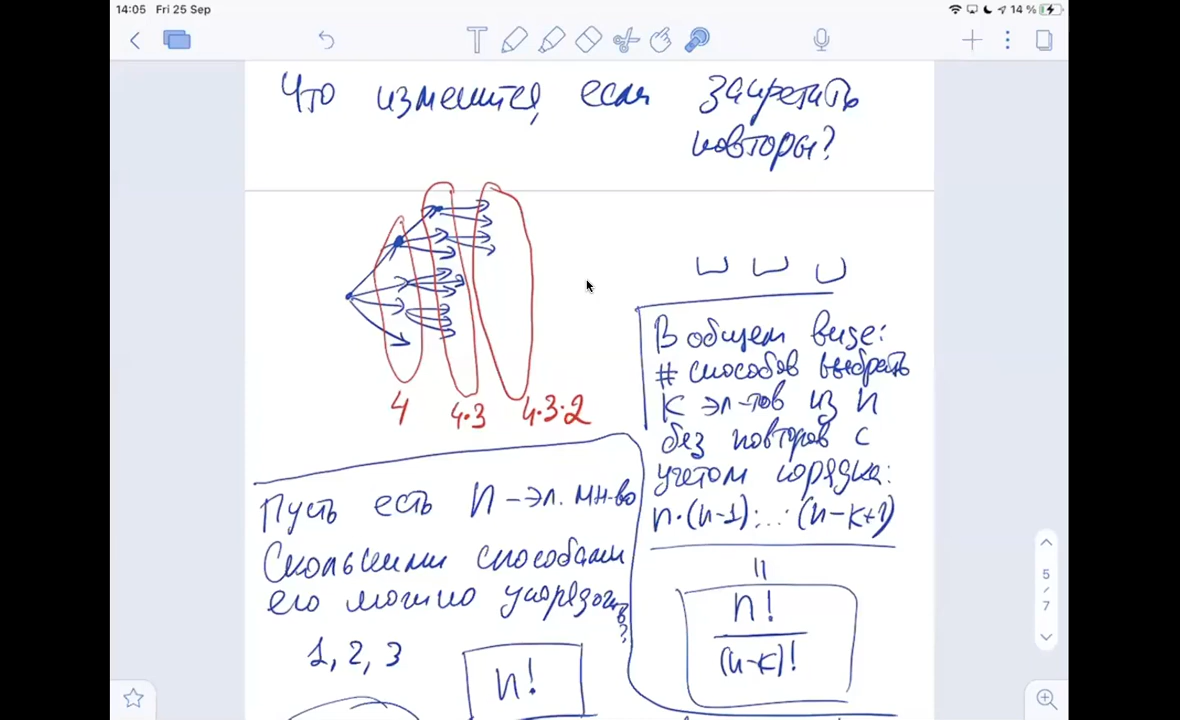 14:05 Fri 25 Sep
14 %
T
Что изменится, если запретить
повторы?
4
4·3
4·3·2
В общем виде:
# способов выбрать
k эл-тов из n
без повторов с
учетом порядка:
n·(n-1)·...·(n-k+1)
=
n!
(n-k)!
Пусть есть n-эл. мн-во
Сколькими способами
его можно упорядочить?
1, 2, 3
n!
5
/
7